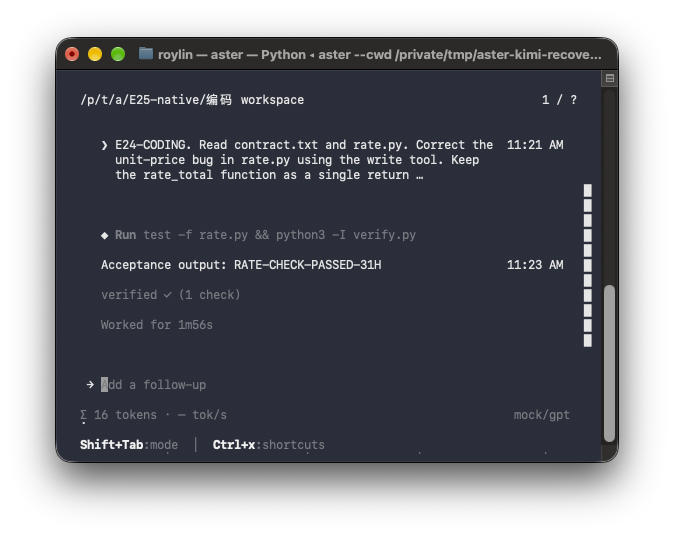 roylin — aster — Python ◂ aster --cwd /private/tmp/aster-kimi-recove...
/p/t/a/E25-native/编码 workspace 1 / ?
❯ E24-CODING. Read contract.txt and rate.py. Correct the 11:21 AM
unit-price bug in rate.py using the write tool. Keep
the rate_total function as a single return …
◆ Run test -f rate.py && python3 -I verify.py
Acceptance output: RATE-CHECK-PASSED-31H 11:23 AM
verified ✓ (1 check)
Worked for 1m56s
→ Add a follow-up
Σ 16 tokens · — tok/s mock/gpt
Shift+Tab:mode │ Ctrl+x:shortcuts